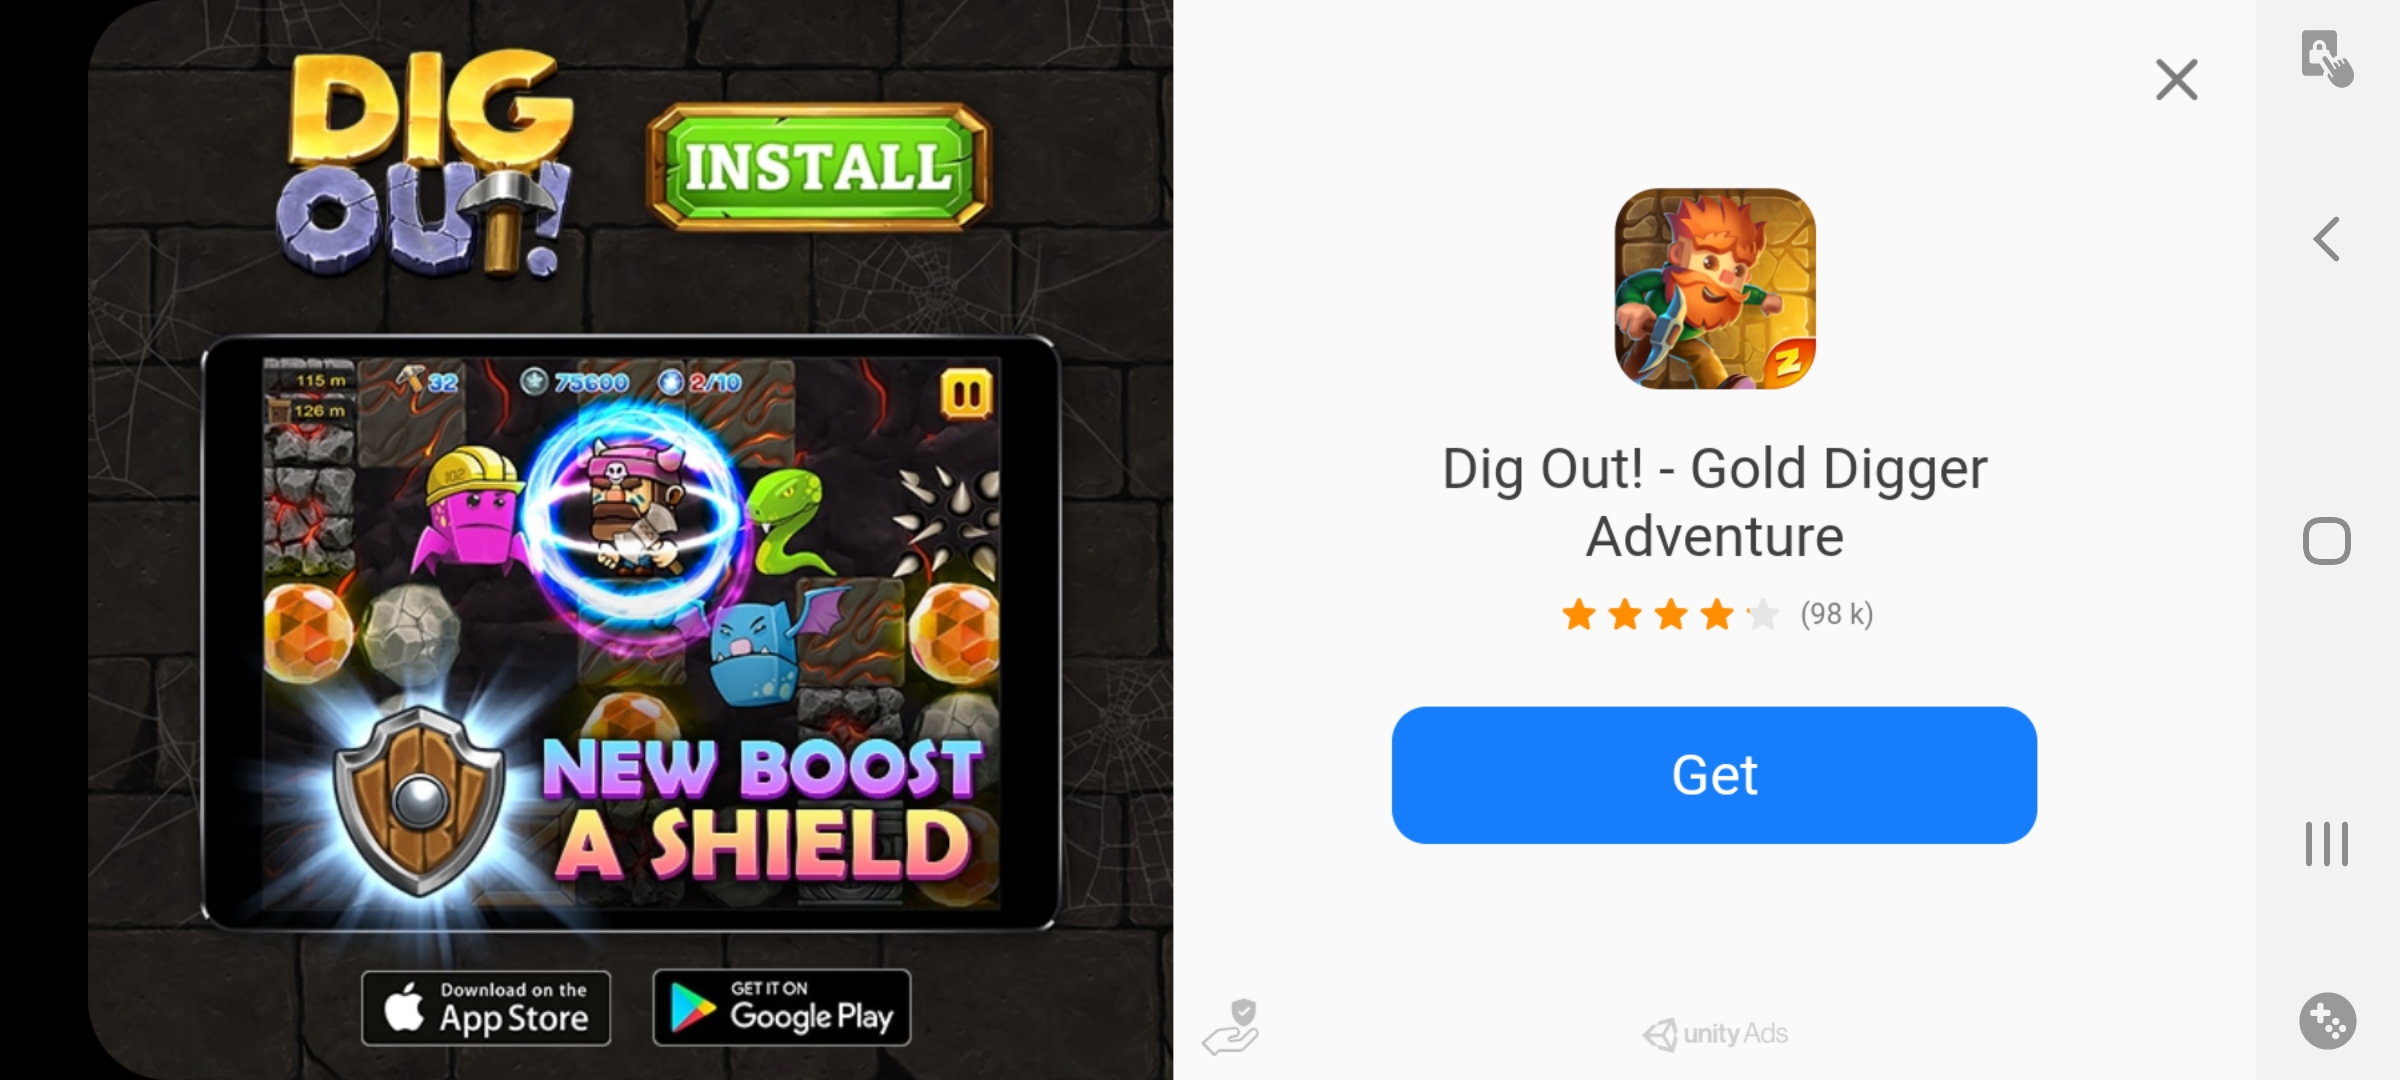 DIG
OUT!
INSTALL
115 m
126 m
32
75600
2/10
102
NEW BOOST
A SHIELD
Download on the
App Store
GET IT ON
Google Play
Dig Out! - Gold Digger
Adventure
(98 k)
Get
unity Ads
Z